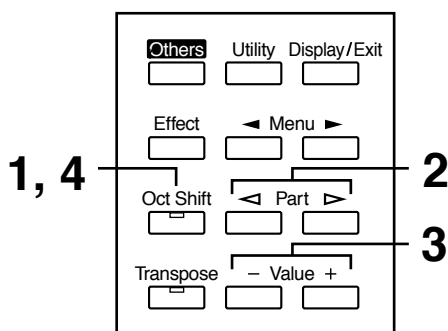 Others Utility Display/Exit
Effect ◄ Menu ►
1, 4
2
Oct Shift ◁ Part ▷
3
Transpose − Value +